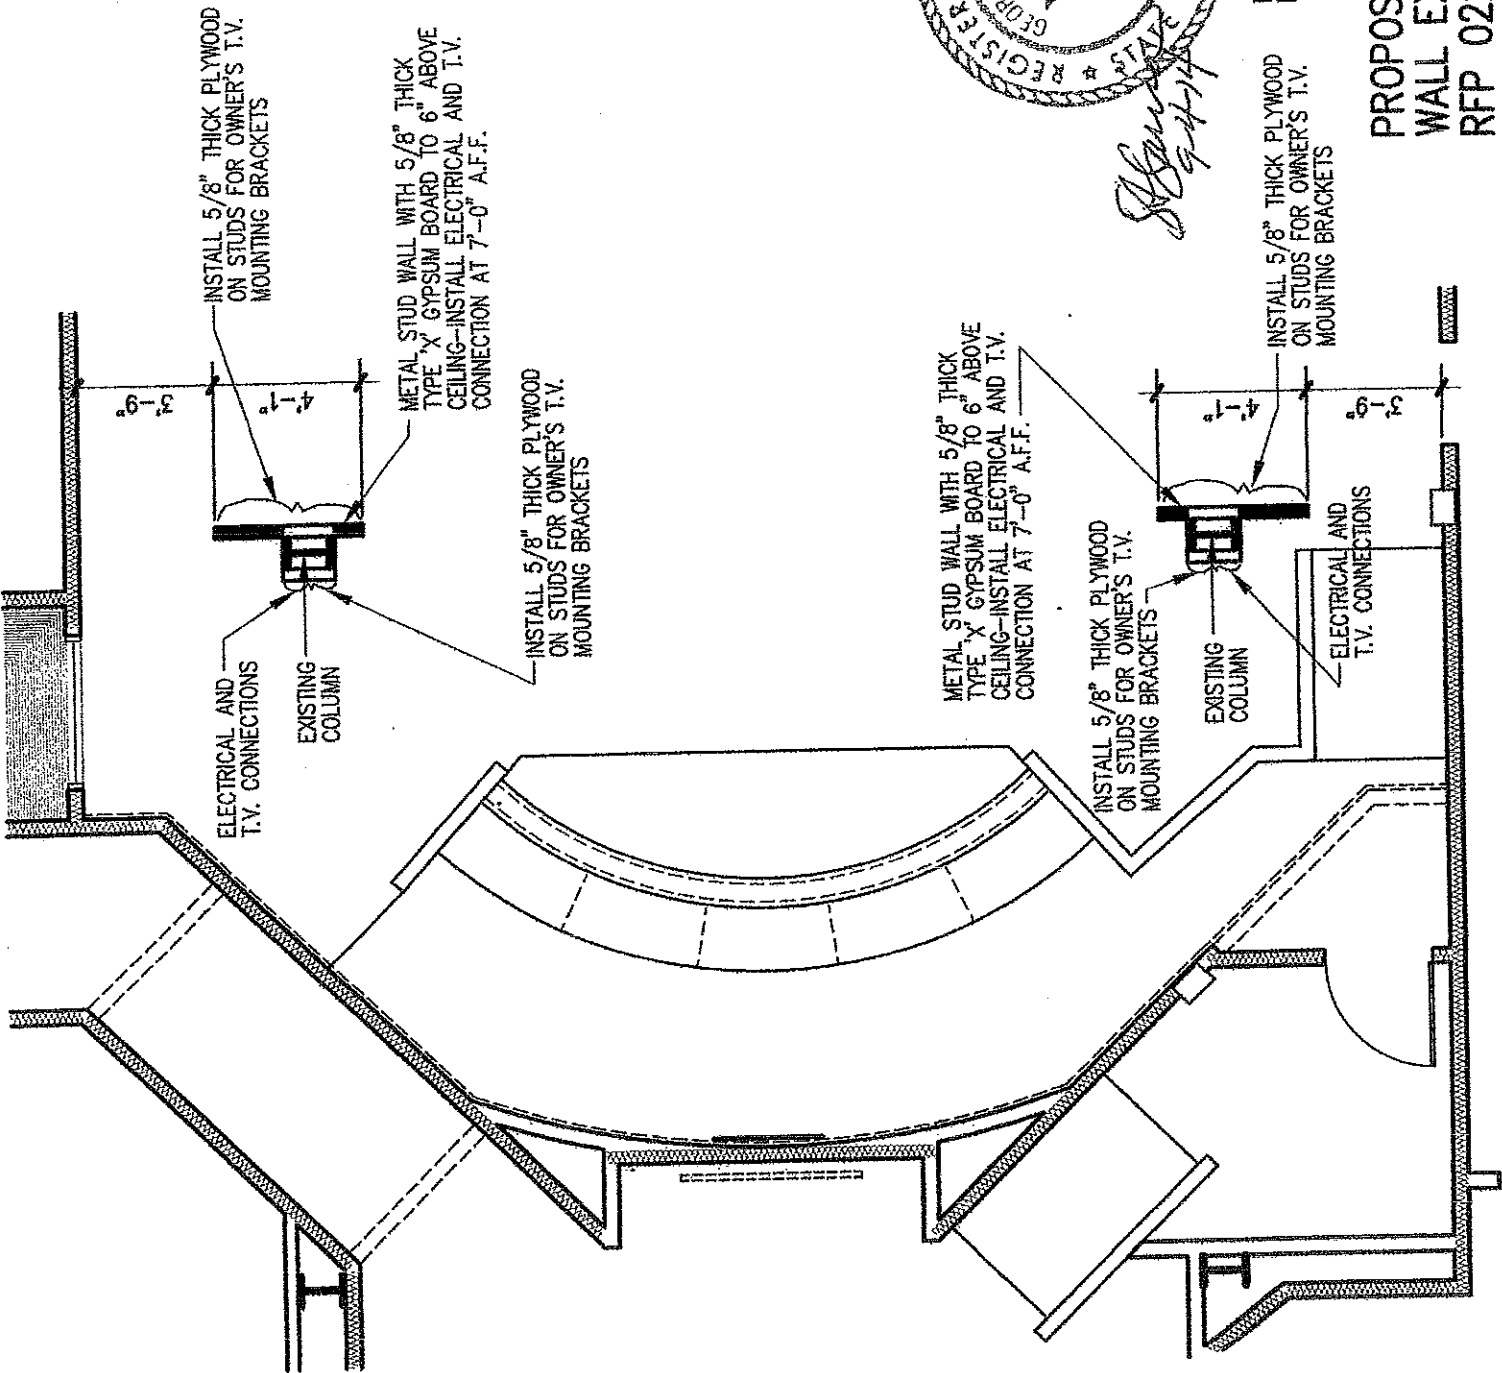 INSTALL 5/8" THICK PLYWOOD
ON STUDS FOR OWNER'S T.V.
MOUNTING BRACKETS
METAL STUD WALL WITH 5/8" THICK
TYPE 'X' GYPSUM BOARD TO 6" ABOVE
CEILING-INSTALL ELECTRICAL AND T.V.
CONNECTION AT 7'-0" A.F.F.
3'-9"
4'-1"
INSTALL 5/8" THICK PLYWOOD
ON STUDS FOR OWNER'S T.V.
MOUNTING BRACKETS
ELECTRICAL AND
T.V. CONNECTIONS
EXISTING
COLUMN
METAL STUD WALL WITH 5/8" THICK
TYPE 'X' GYPSUM BOARD TO 6" ABOVE
CEILING-INSTALL ELECTRICAL AND T.V.
CONNECTION AT 7'-0" A.F.F.
INSTALL 5/8" THICK PLYWOOD
ON STUDS FOR OWNER'S T.V.
MOUNTING BRACKETS
EXISTING
COLUMN
ELECTRICAL AND
T.V. CONNECTIONS
4'-1"
3'-9"
INSTALL 5/8" THICK PLYWOOD
ON STUDS FOR OWNER'S T.V.
MOUNTING BRACKETS
REGISTER
GEOR
STATE
9-4-14
PROPOS
WALL EX
RFP 02